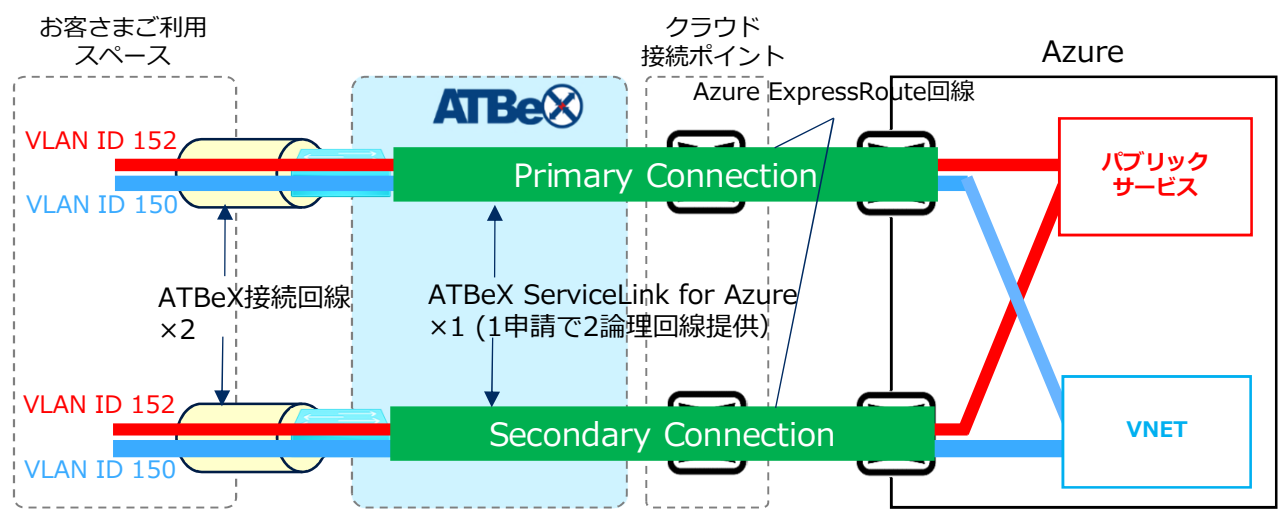 お客さまご利用
スペース
クラウド
接続ポイント
Azure
ATBeX
Azure ExpressRoute回線
VLAN ID 152
VLAN ID 150
Primary Connection
パブリック
サービス
ATBeX接続回線
×2
ATBeX ServiceLink for Azure
×1 (1申請で2論理回線提供)
VLAN ID 152
VLAN ID 150
Secondary Connection
VNET